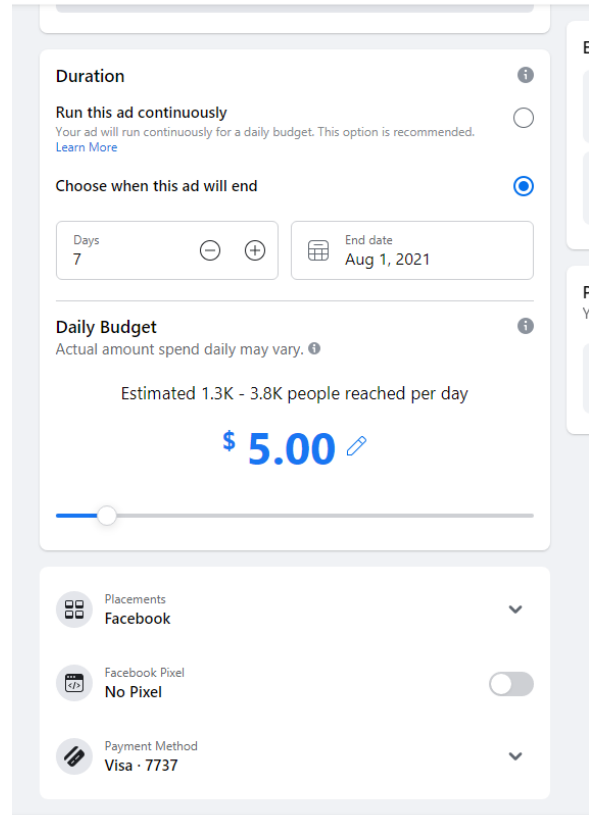 Duration
Run this ad continuously
Your ad will run continuously for a daily budget. This option is recommended.
Learn More
Choose when this ad will end
Days
7
End date
Aug 1, 2021
Daily Budget
Actual amount spend daily may vary.
Estimated 1.3K - 3.8K people reached per day
$ 5.00
Placements
Facebook
Facebook Pixel
No Pixel
Payment Method
Visa · 7737